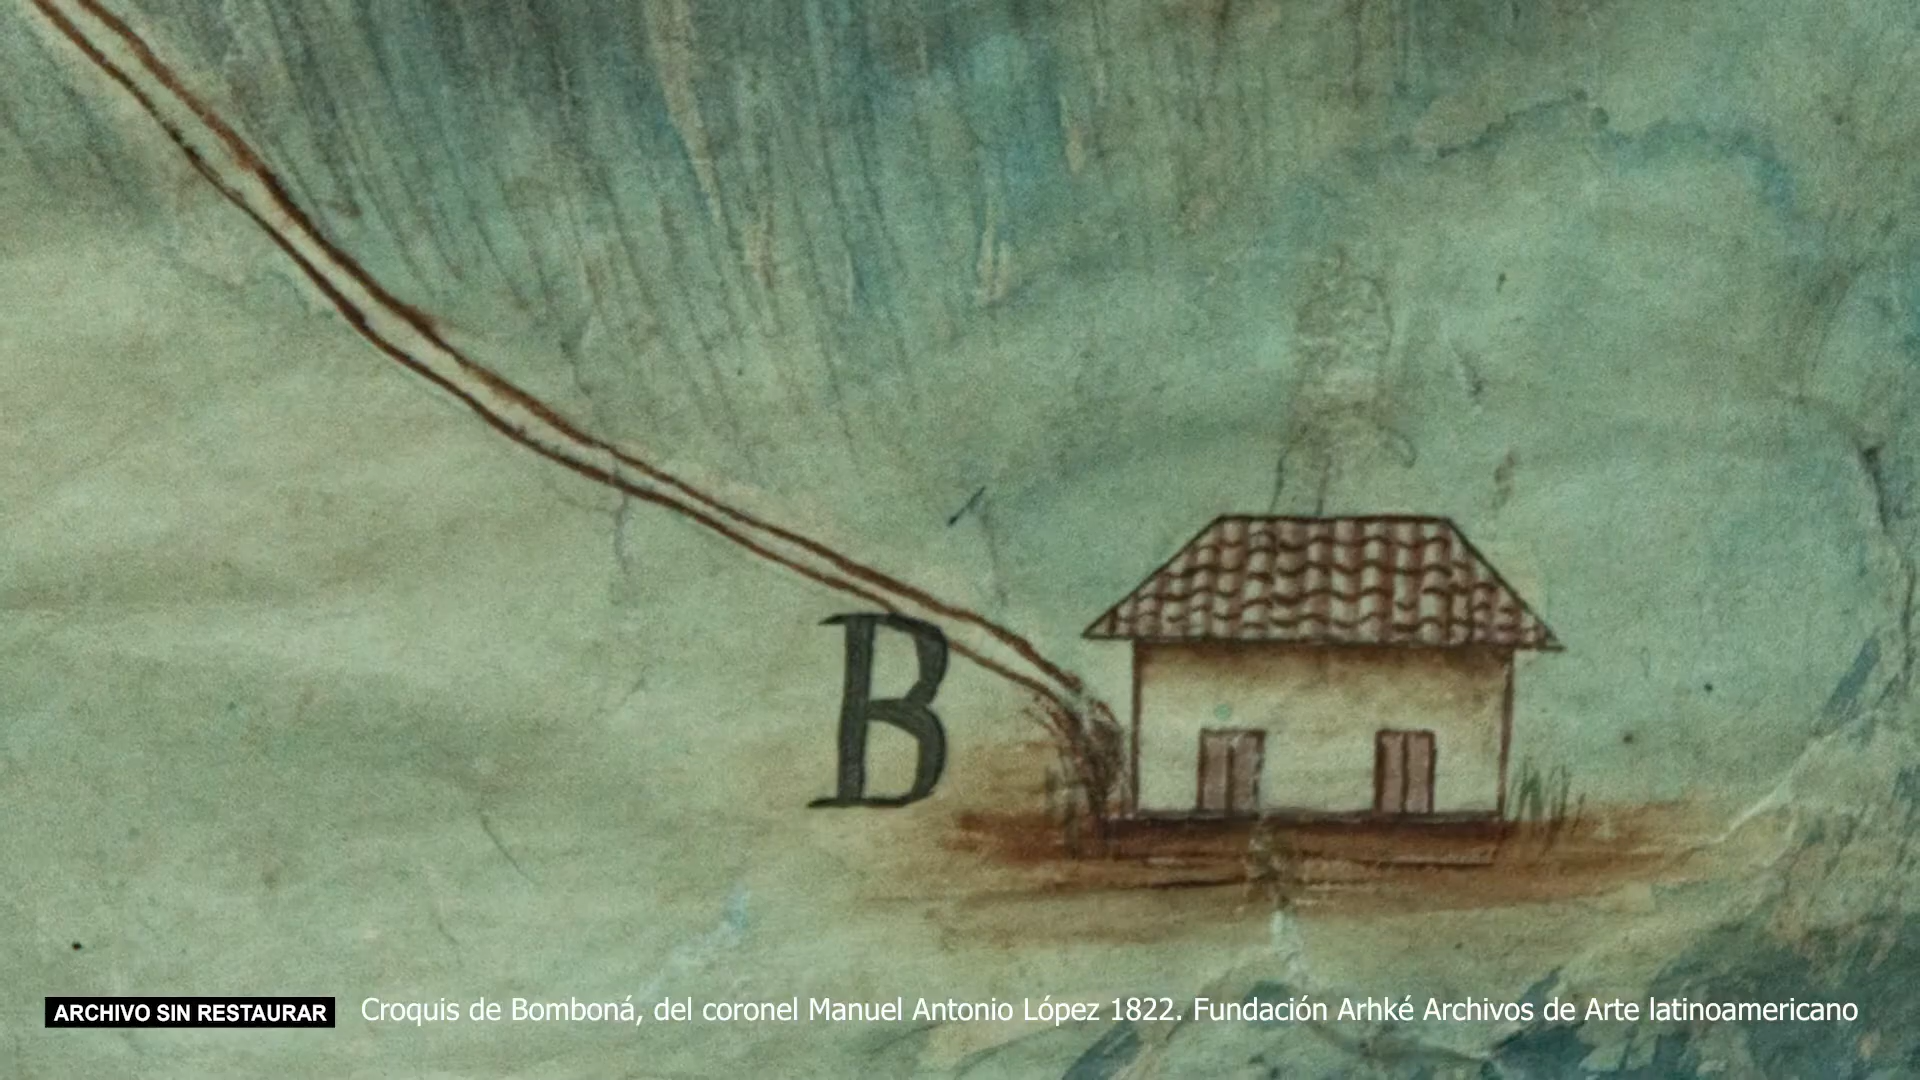 B
ARCHIVO SIN RESTAURAR Croquis de Bomboná, del coronel Manuel Antonio López 1822. Fundación Arhké Archivos de Arte latinoamericano